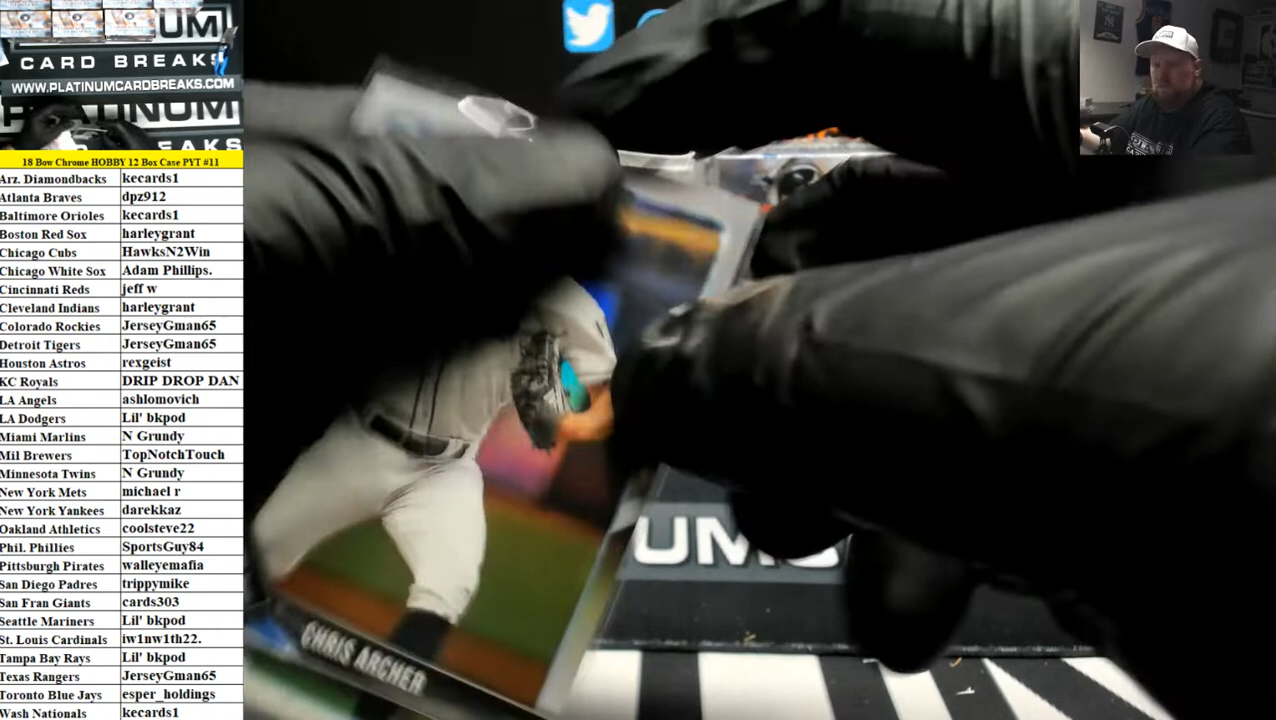 UM
CARD BREAKS
WWW.PLATINUMCARDBREAKS.COM
PLATINUM
BREAKS
18 Bow Chrome HOBBY 12 Box Case PYT #11
Arz. Diamondbacks kecards1
Atlanta Braves dpz912
Baltimore Orioles kecards1
Boston Red Sox harleygrant
Chicago Cubs HawksN2Win
Chicago White Sox Adam Phillips.
Cincinnati Reds jeff w
Cleveland Indians harleygrant
Colorado Rockies JerseyGman65
Detroit Tigers JerseyGman65
Houston Astros rexgeist
KC Royals DRIP DROP DAN
LA Angels ashlomovich
LA Dodgers Lil' bkpod
Miami Marlins N Grundy
Mil Brewers TopNotchTouch
Minnesota Twins N Grundy
New York Mets michael r
New York Yankees darekkaz
Oakland Athletics coolsteve22
Phil. Phillies SportsGuy84
Pittsburgh Pirates walleyemafia
San Diego Padres trippymike
San Fran Giants cards303
Seattle Mariners Lil' bkpod
St. Louis Cardinals iw1nw1th22.
Tampa Bay Rays Lil' bkpod
Texas Rangers JerseyGman65
Toronto Blue Jays esper_holdings
Wash Nationals kecards1
CHRIS ARCHER
UMC